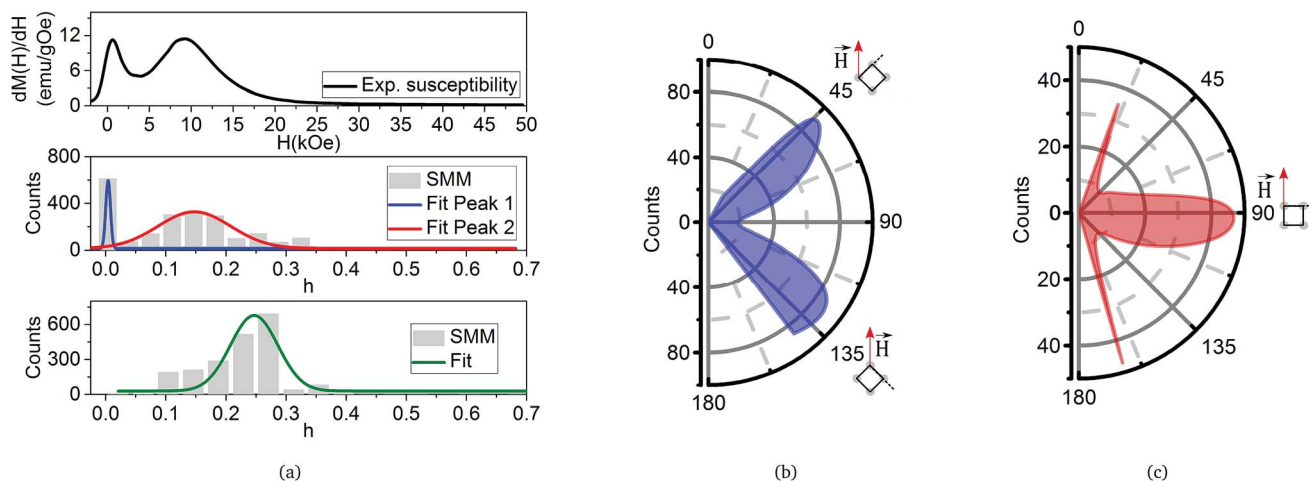 dM(H)/dH
(emu/gOe)
12
6
0
Exp. susceptibility
0 5 10 15 20 25 30 35 40 45 50
H(kOe)
Counts
800
400
0
SMM
Fit Peak 1
Fit Peak 2
0.0 0.1 0.2 0.3 0.4 0.5 0.6 0.7
h
Counts
600
300
0
SMM
Fit
0.0 0.1 0.2 0.3 0.4 0.5 0.6 0.7
h
(a)
Counts
80
40
0
40
80
0
45
90
135
180
H
H
(b)
Counts
40
20
0
20
40
0
45
90
135
180
H
(c)